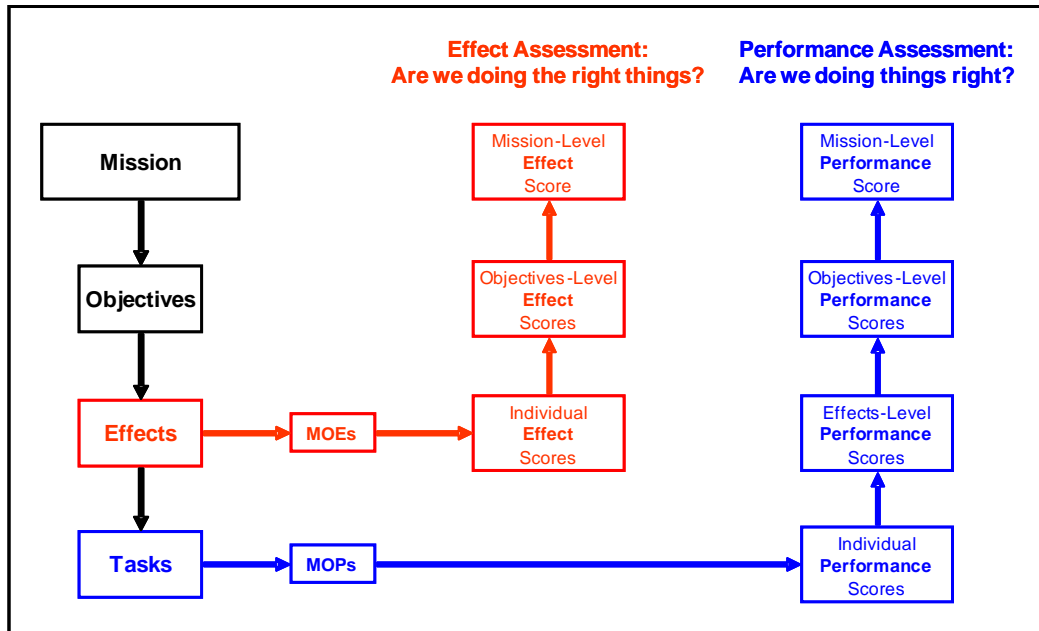 Effect Assessment:
Are we doing the right things?
Performance Assessment:
Are we doing things right?
Mission
Mission-Level
Effect
Score
Mission-Level
Performance
Score
Objectives
Objectives-Level
Effect
Scores
Objectives-Level
Performance
Scores
Effects
MOEs
Individual
Effect
Scores
Effects-Level
Performance
Scores
Tasks
MOPs
Individual
Performance
Scores